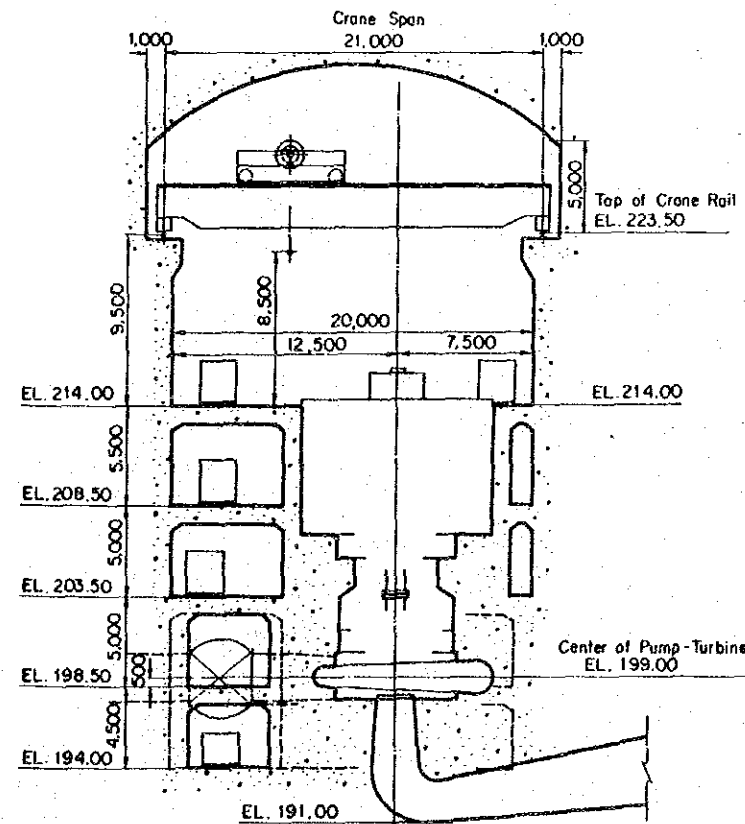 Crane Span
1,000
21,000
1,000
5,000
Top of Crane Rail
EL. 223.50
9,500
8,500
20,000
12,500
7,500
EL. 214.00
EL. 214.00
5,500
EL. 208.50
5,000
EL. 203.50
5,000
Center of Pump-Turbine
EL. 199.00
EL. 198.50
500
4,500
EL. 194.00
EL. 191.00